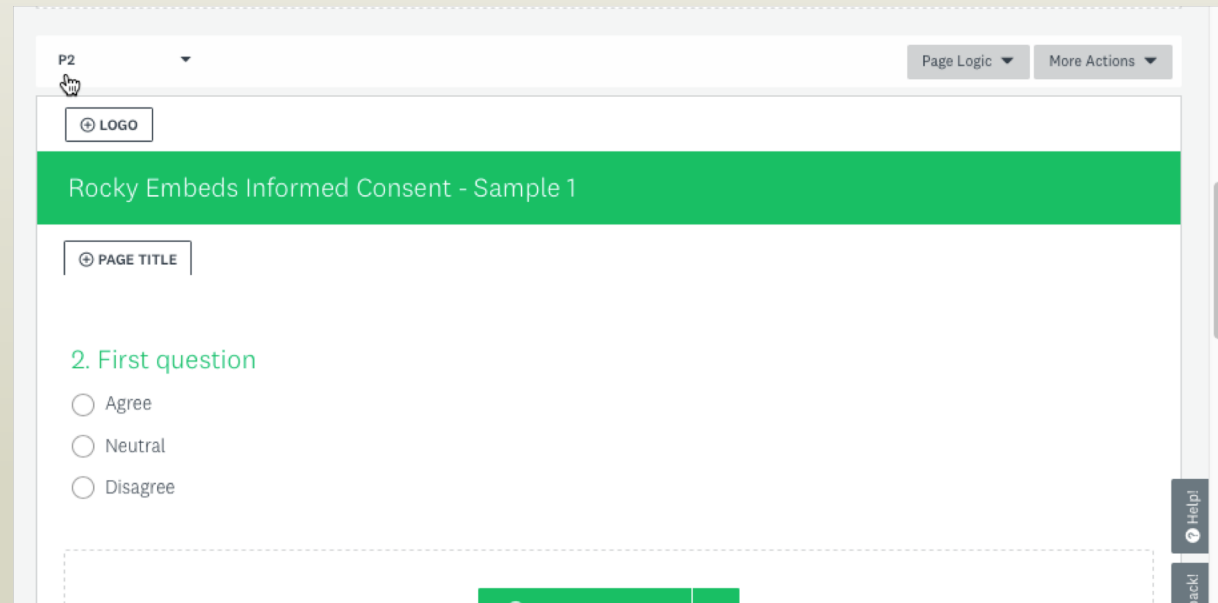 P2
Page Logic
More Actions
LOGO
Rocky Embeds Informed Consent - Sample 1
PAGE TITLE
2. First question
Agree
Neutral
Disagree
Help!